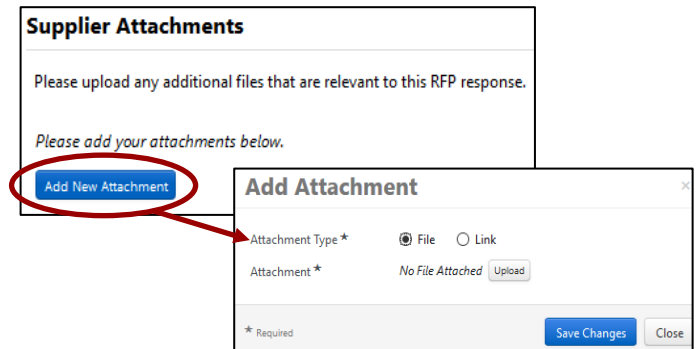 Supplier Attachments
Please upload any additional files that are relevant to this RFP response.
Please add your attachments below.
Add New Attachment
Add Attachment ×
Attachment Type * File Link
Attachment * No File Attached Upload
* Required Save Changes Close